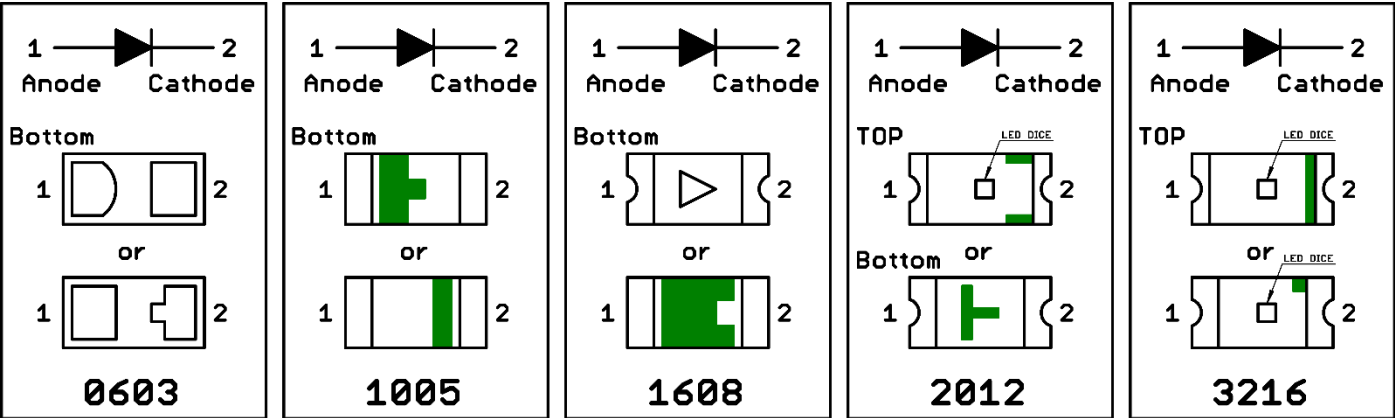 1 2
Anode Cathode
Bottom
1 2
or
1 2
0603
1 2
Anode Cathode
Bottom
1 2
or
1 2
1005
1 2
Anode Cathode
Bottom
1 2
or
1 2
1608
1 2
Anode Cathode
TOP
LED DICE
1 2
or
Bottom
1 2
2012
1 2
Anode Cathode
TOP
LED DICE
1 2
or
LED DICE
1 2
3216